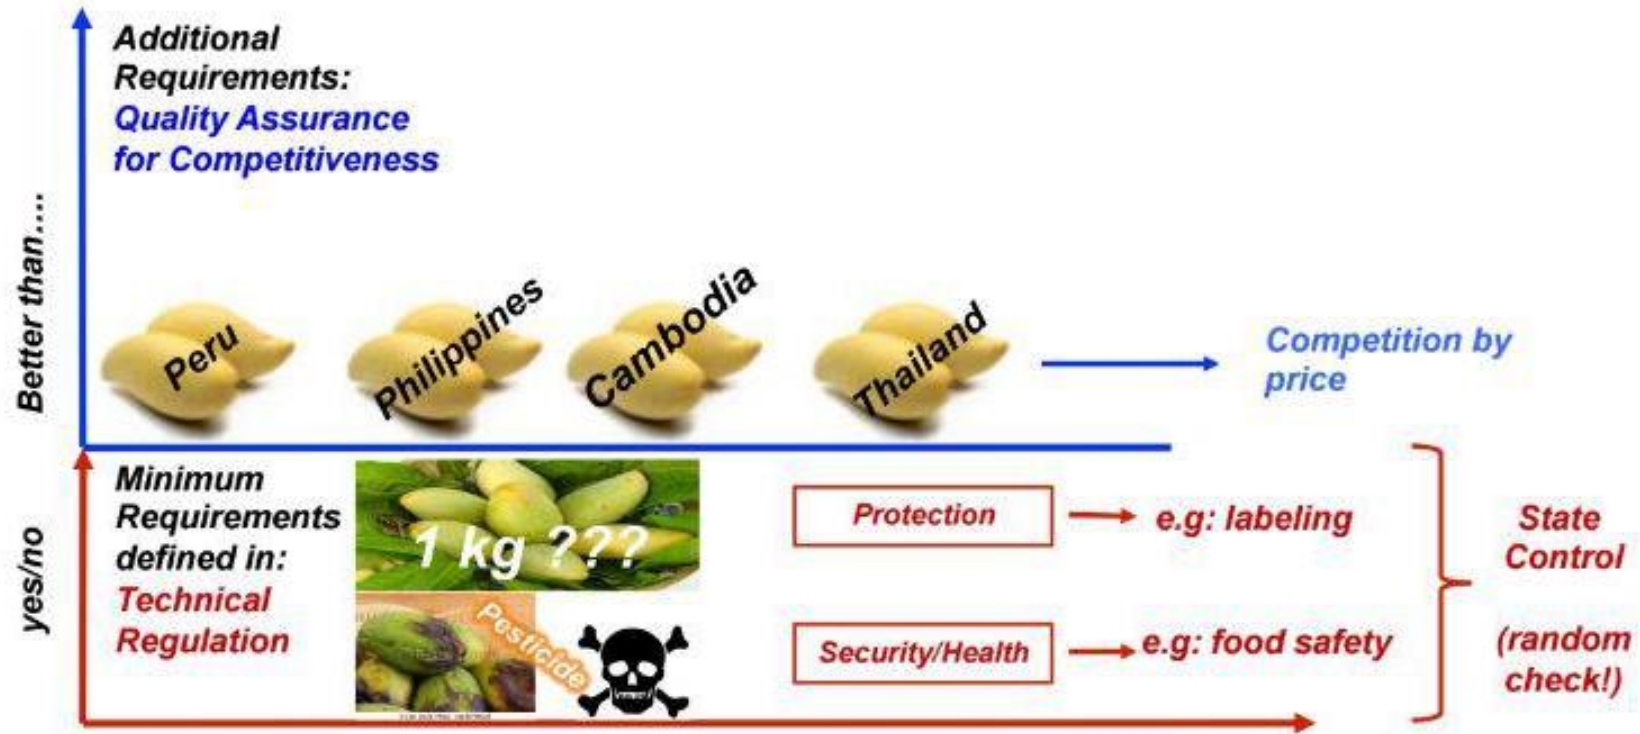 Additional
Requirements:
Quality Assurance
for Competitiveness
Better than....
Peru
Philippines
Cambodia
Thailand
Competition by
price
yes/no
Minimum
Requirements
defined in:
Technical
Regulation
1 kg ???
Pesticide
Protection
e.g: labeling
Security/Health
e.g: food safety
State
Control
(random
check!)